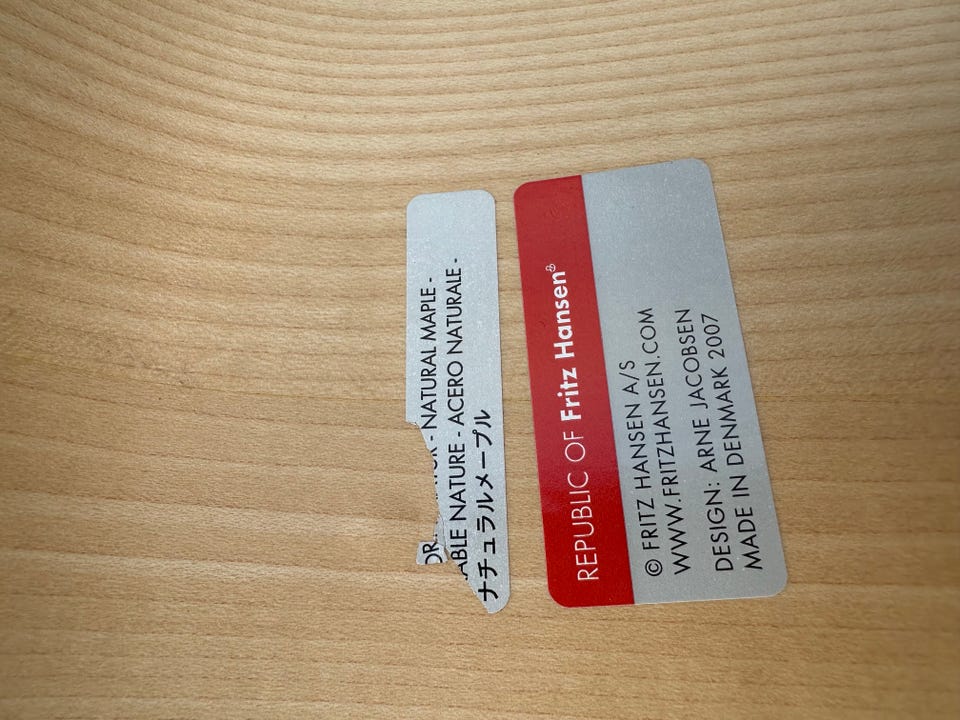 - NATURAL MAPLE -
ABLE NATURE - ACERO NATURALE -
ナチュラルメープル
REPUBLIC OF Fritz Hansen®
© FRITZ HANSEN A/S
WWW.FRITZHANSEN.COM
DESIGN: ARNE JACOBSEN
MADE IN DENMARK 2007